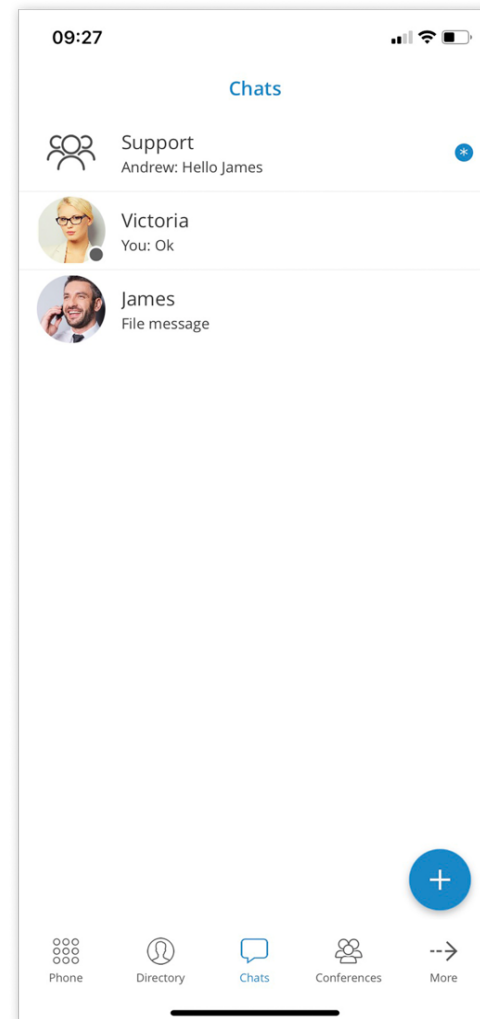 09:27
Chats
Support
Andrew: Hello James
*
Victoria
You: Ok
James
File message
+
Phone
Directory
Chats
Conferences
More